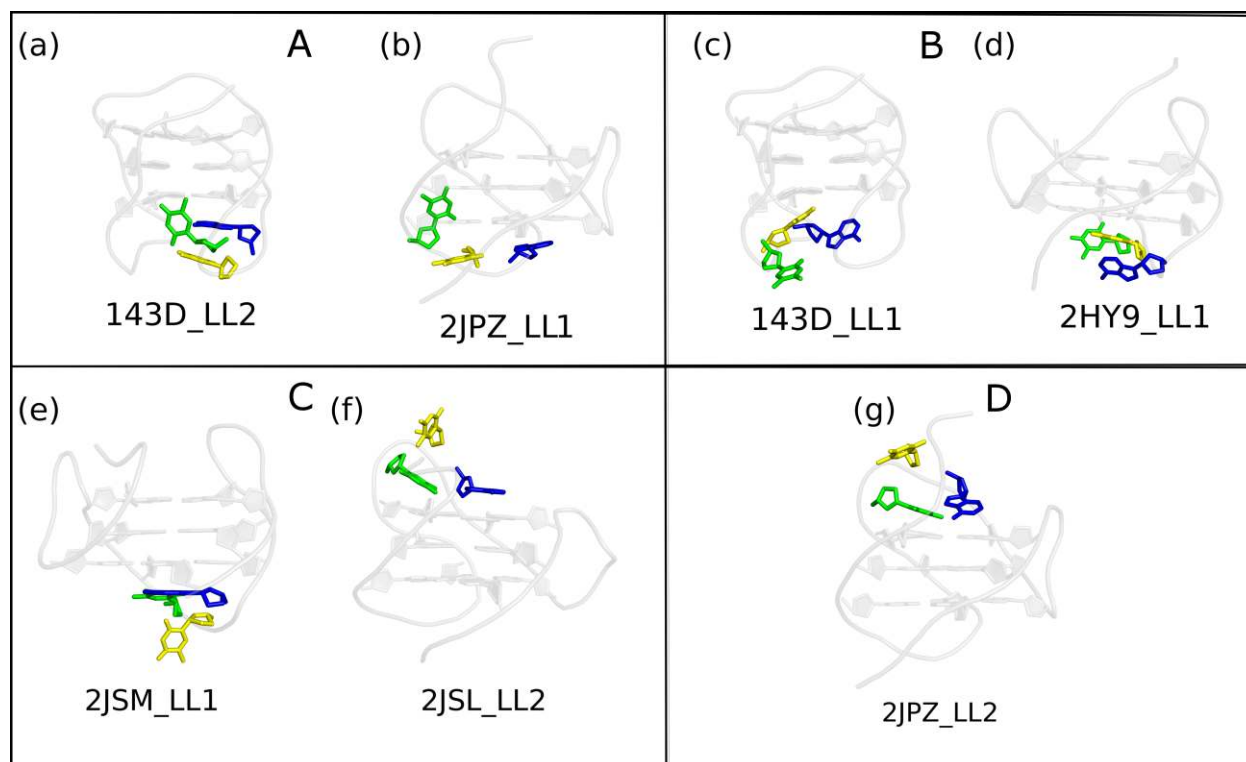 (a) A (b)
143D_LL2
2JPZ_LL1
(c) B (d)
143D_LL1
2HY9_LL1
(e) C (f)
2JSM_LL1
2JSL_LL2
(g) D
2JPZ_LL2